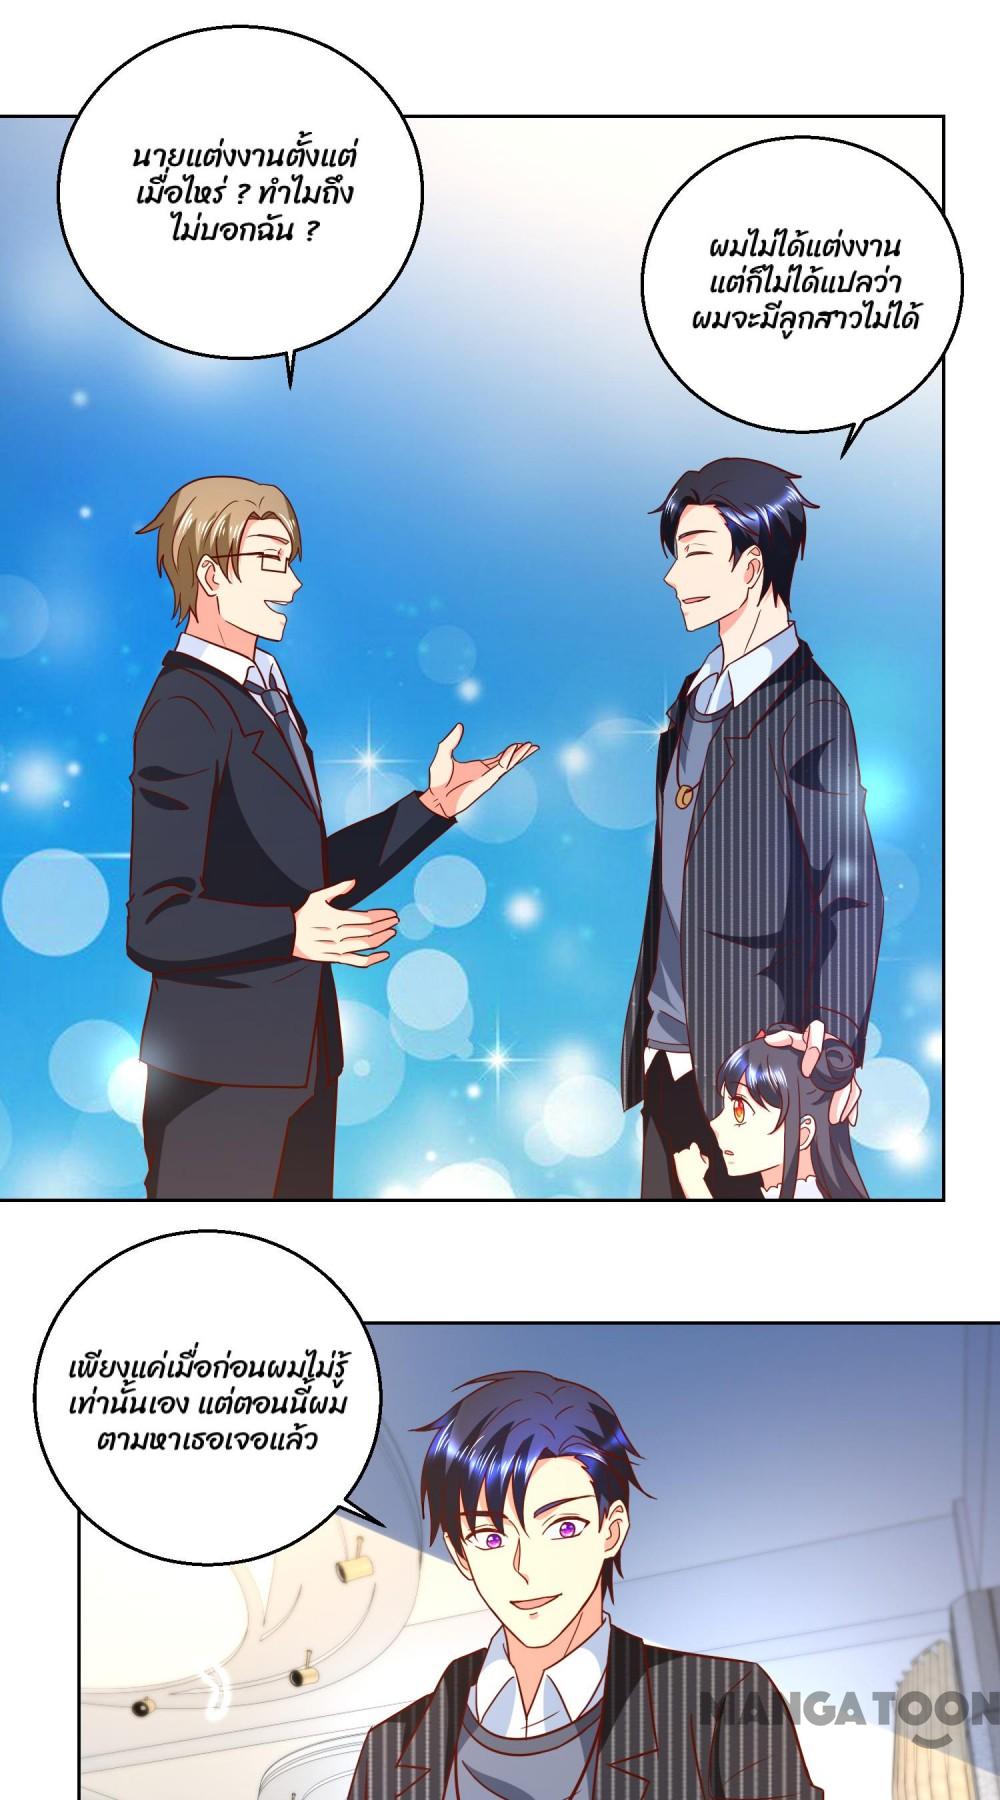 นายแต่งงานตั้งแต่
เมื่อไหร่ ? ทำไมถึง
ไม่บอกฉัน ?
ผมไม่ได้แต่งงาน
แต่ก็ไม่ได้แปลว่า
ผมจะมีลูกสาวไม่ได้
เพียงแค่เมื่อก่อนผมไม่รู้
เท่านั้นเอง แต่ตอนนี้ผม
ตามหาเธอเจอแล้ว
MANGATOON